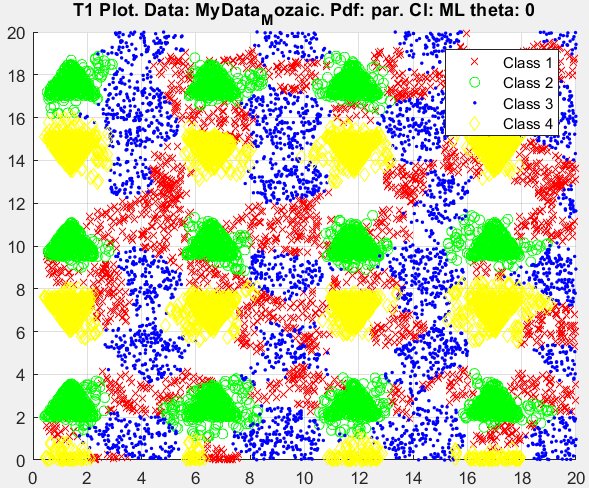 T1 Plot. Data: MyData_Mozaic. Pdf: par. Cl: ML theta: 0
20
18
16
14
12
10
8
6
4
2
0
Class 1
Class 2
Class 3
Class 4
0 2 4 6 8 10 12 14 16 18 20